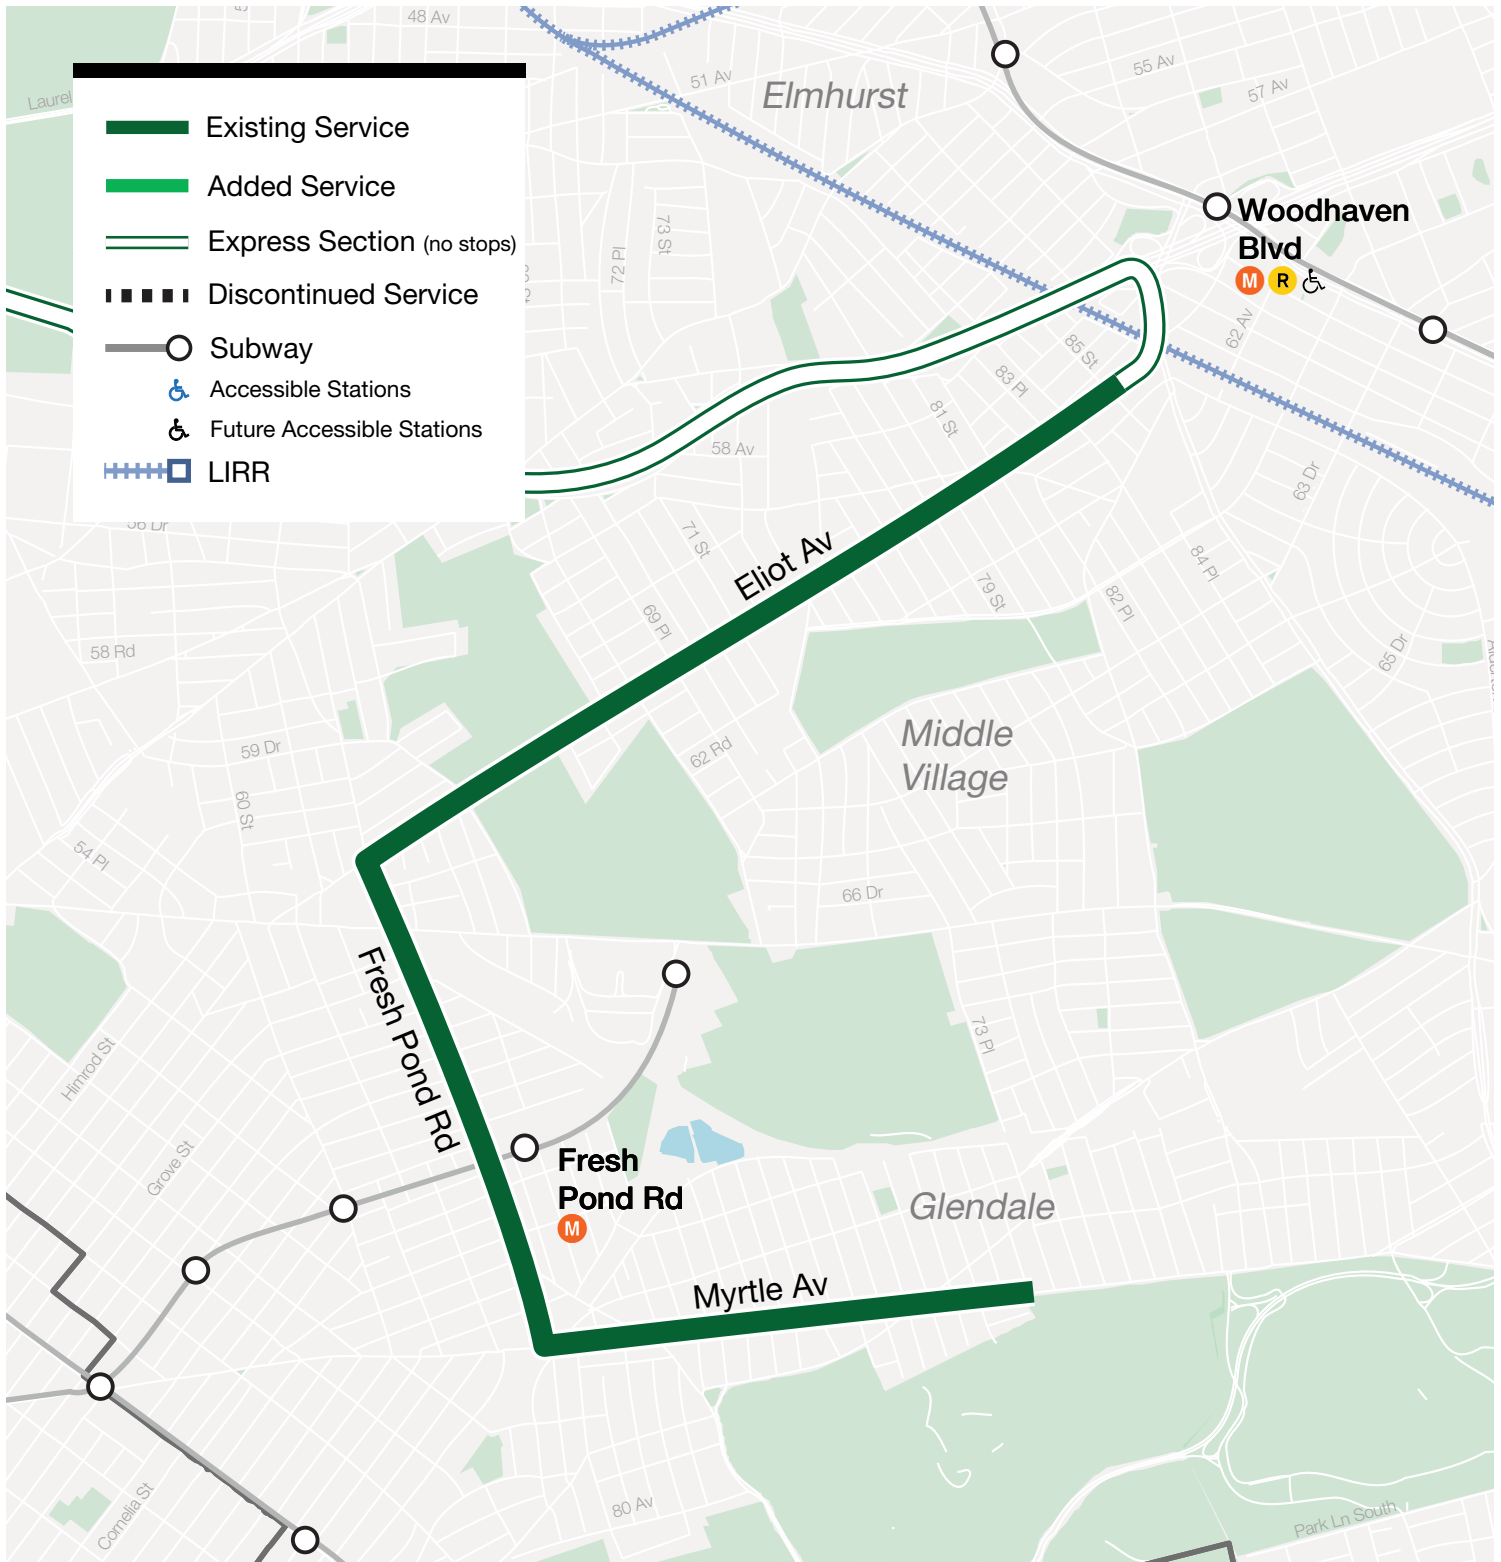 48 Av
51 Av
Elmhurst
55 Av
57 Av
Laurel
Existing Service
Added Service
Express Section (no stops)
Discontinued Service
Subway
Accessible Stations
Future Accessible Stations
LIRR
73 St
72 Pl
Woodhaven
Blvd
M R
62 Av
85 St
83 Pl
81 St
58 Av
63 Dr
56 Dr
71 St
Eliot Av
84 Pl
79 St
82 Pl
69 Pl
58 Rd
65 Dr
59 Dr
62 Rd
Middle
Village
60 St
54 Pl
66 Dr
Fresh Pond Rd
73 Pl
Himrod St
Grove St
Fresh
Pond Rd
M
Glendale
Myrtle Av
Cornelia St
80 Av
Park Ln South